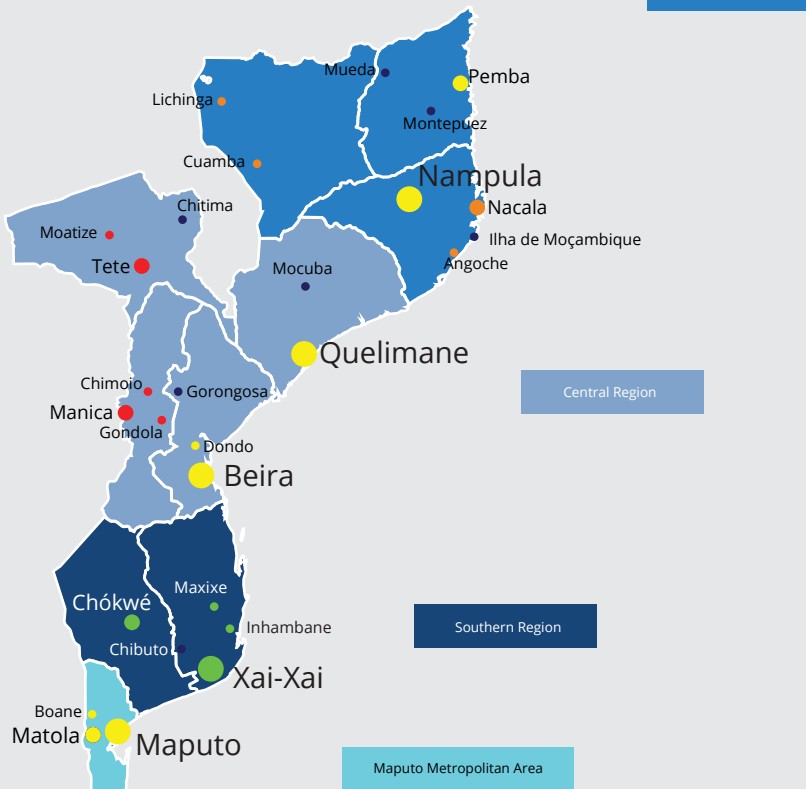 Mueda
Pemba
Lichinga
Montepuez
Cuamba
Nampula
Chitima
Nacala
Moatize
Ilha de Moçambique
Angoche
Tete
Mocuba
Quelimane
Chimoio
Gorongosa
Central Region
Manica
Gondola
Dondo
Beira
Maxixe
Chókwé
Inhambane
Southern Region
Chibuto
Xai-Xai
Boane
Matola
Maputo
Maputo Metropolitan Area